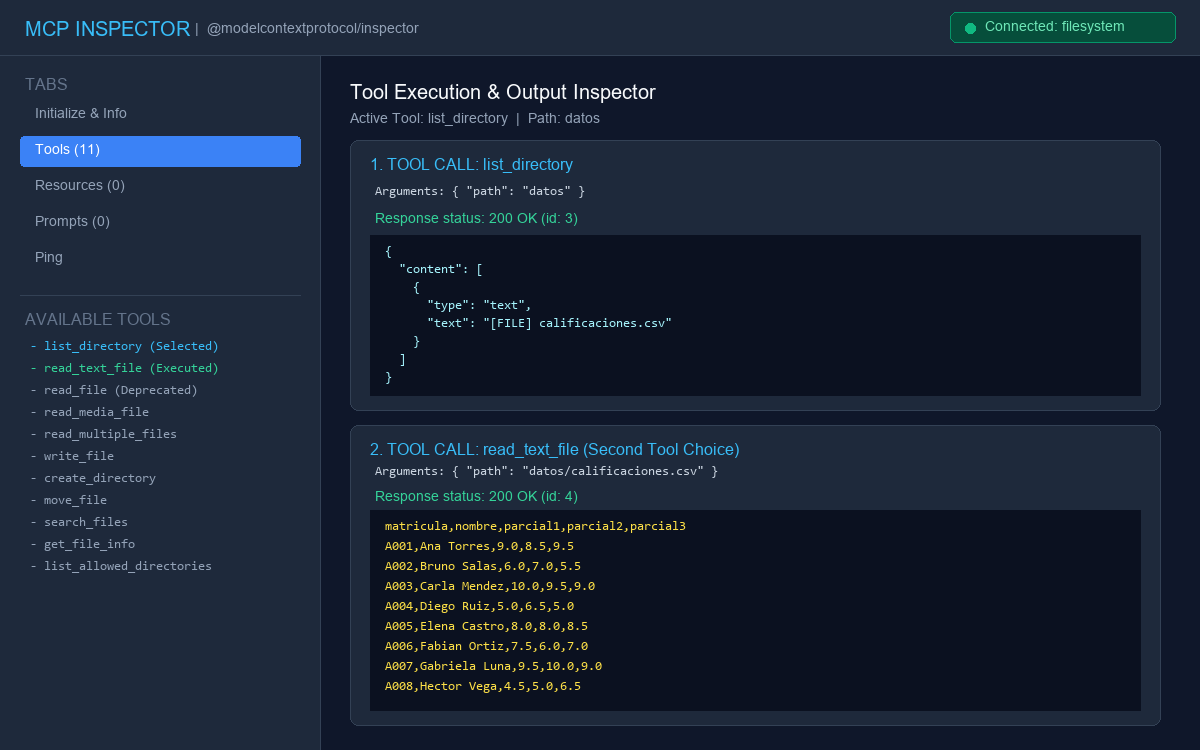 MCP INSPECTOR | @modelcontextprotocol/inspector
Connected: filesystem
TABS
Initialize & Info
Tools (11)
Resources (0)
Prompts (0)
Ping
AVAILABLE TOOLS
- list_directory (Selected)
- read_text_file (Executed)
- read_file (Deprecated)
- read_media_file
- read_multiple_files
- write_file
- create_directory
- move_file
- search_files
- get_file_info
- list_allowed_directories
Tool Execution & Output Inspector
Active Tool: list_directory | Path: datos
1. TOOL CALL: list_directory
Arguments: { "path": "datos" }
Response status: 200 OK (id: 3)
{
"content": [
{
"type": "text",
"text": "[FILE] calificaciones.csv"
}
]
}
2. TOOL CALL: read_text_file (Second Tool Choice)
Arguments: { "path": "datos/calificaciones.csv" }
Response status: 200 OK (id: 4)
matricula,nombre,parcial1,parcial2,parcial3
A001,Ana Torres,9.0,8.5,9.5
A002,Bruno Salas,6.0,7.0,5.5
A003,Carla Mendez,10.0,9.5,9.0
A004,Diego Ruiz,5.0,6.5,5.0
A005,Elena Castro,8.0,8.0,8.5
A006,Fabian Ortiz,7.5,6.0,7.0
A007,Gabriela Luna,9.5,10.0,9.0
A008,Hector Vega,4.5,5.0,6.5